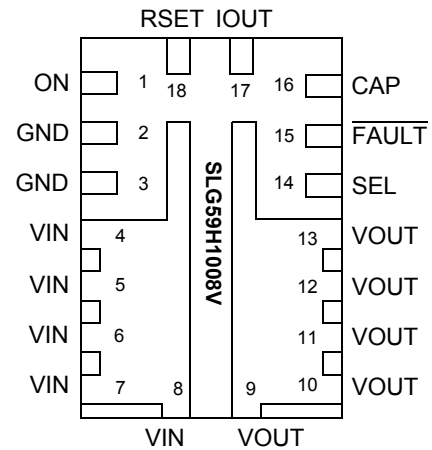 RSET IOUT
ON 1 18 17 16 CAP
GND 2 15 FAULT
GND 3 14 SEL
SLG59H1008V
VIN 4 13 VOUT
VIN 5 12 VOUT
VIN 6 11 VOUT
VIN 7 8 9 10 VOUT
VIN VOUT